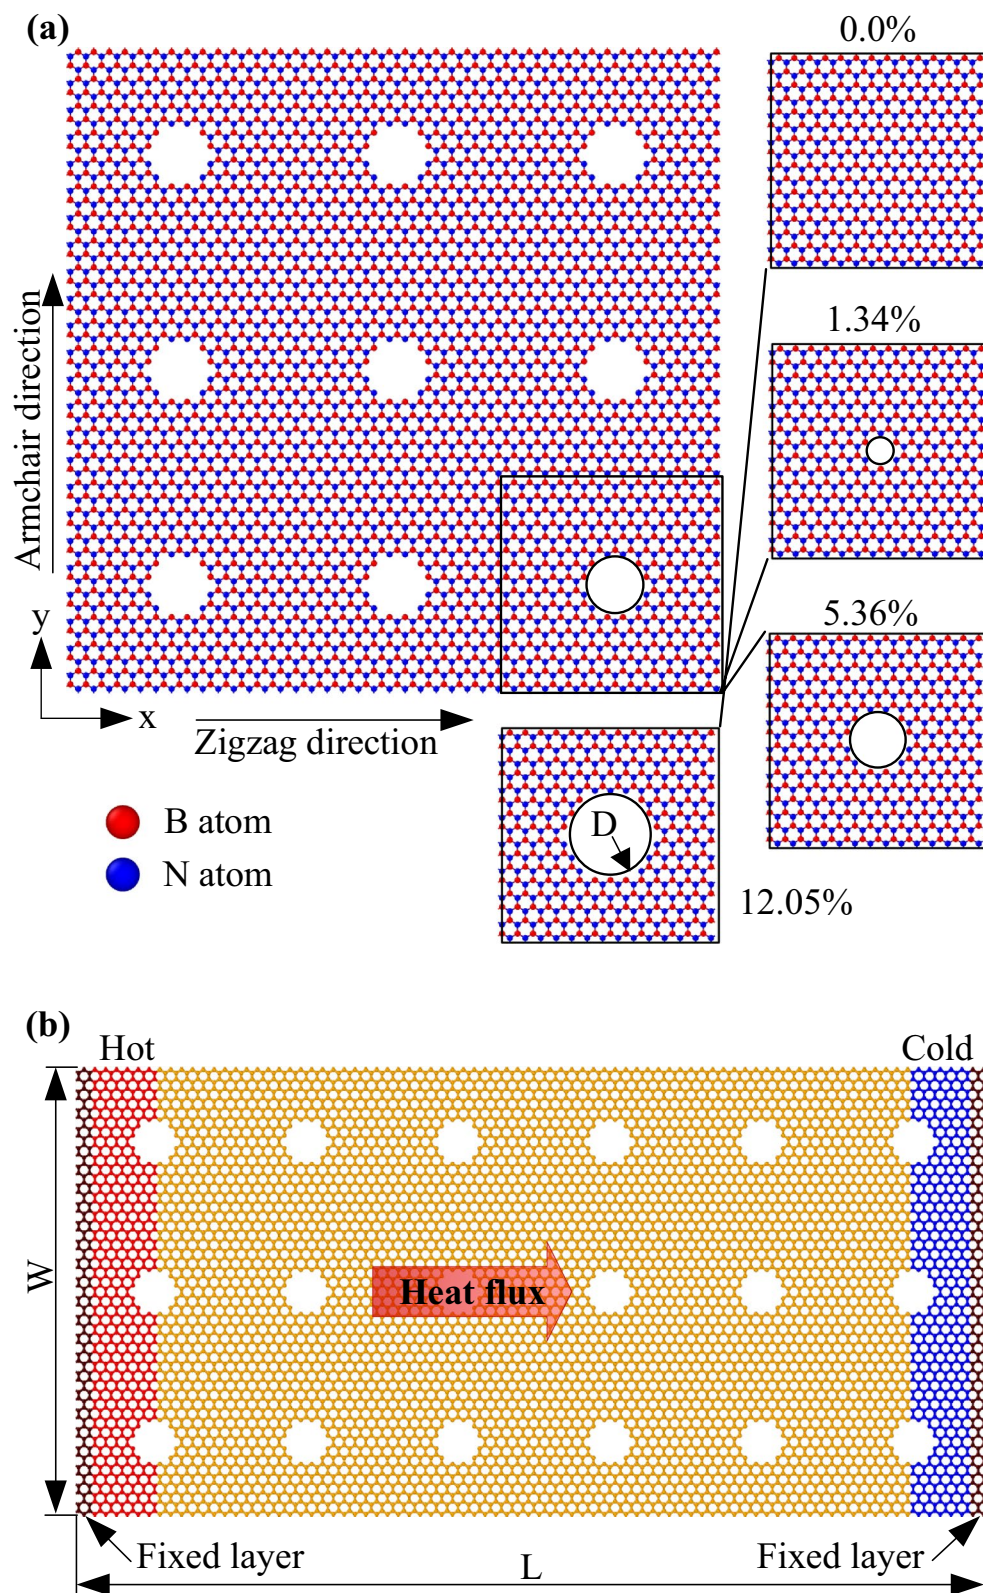 (a)
0.0%
1.34%
Armchair direction
5.36%
y
x
Zigzag direction
B atom
D
N atom
12.05%
(b)
Hot
Cold
W
Heat flux
Fixed layer
Fixed layer
L